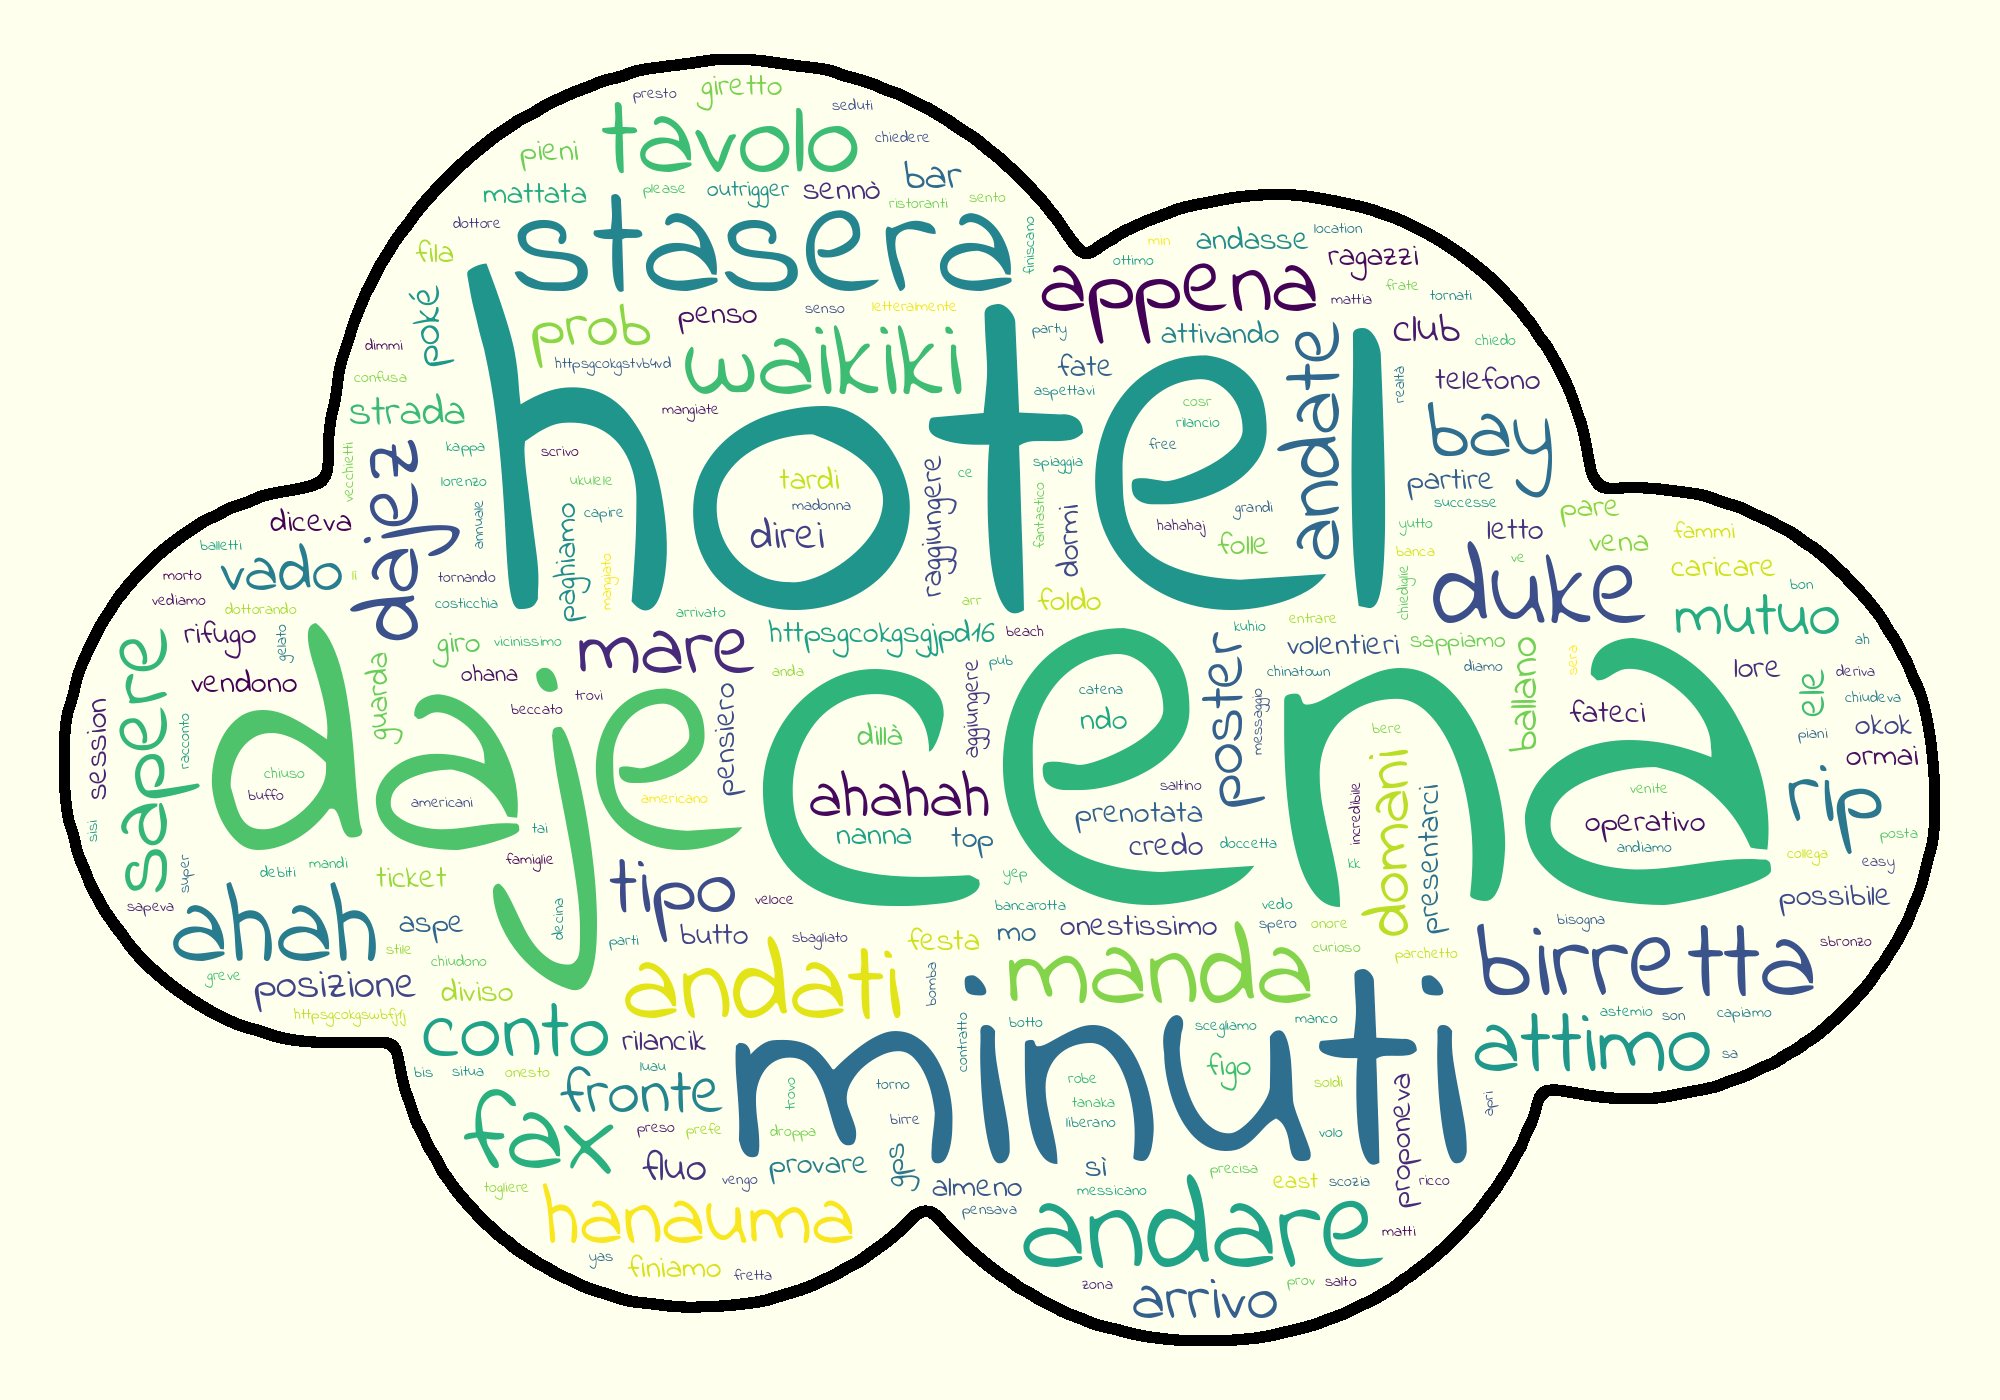 presto
giretto
seduti
tavolo
chiedere
pieni
bar
mattata
please
outrigger
sennò
ristoranti
sento
dottore
stasera
finiscano
fila
min
andasse
location
ottimo
ragazzi
appena
mattia
frate
tornati
poké
prob
penso
senso
letteralmente
party
attivando
andate
club
chiedo
dimmi
httpsgcokgstvb4vd
waikiki
fate
confusa
aspettavi
realtà
telefono
strada
mangiate
hotel
cosr
rilancio
bay
vecchietti
dajez
kappa
scrivo
free
lorenzo
ukulele
tardi
raggiungere
ce
spiaggia
partire
annuale
paghiamo
capire
madonna
direi
fantastico
dormi
hahahaj
grandi
folle
successe
yutto
letto
pare
diceva
balletti
vado
li
mangiato
banca
ve
vena
fammi
morto
tornando
chiediglie
duke
caricare
vediamo
dottorando
costicchia
arrivato
arr
foldo
entrare
bon
mutuo
rifugo
gelato
giro
vicinissimo
mare
httpsgcokgsgjpd16
beach
kuhio
volentieri
sappiamo
ah
sapere
vendono
guarda
ohana
trovi
anda
aggiungere
pub
poster
chinatown
diamo
ballano
sera
lore
deriva
session
racconto
daje
beccato
pensiero
cena
catena
ndo
messaggio
bere
fateci
ele
chiudeva
okok
dillà
piani
ormai
chiuso
buffo
americani
americano
ahahah
saltino
incredibile
domani
presentarci
venite
rip
sisi
tai
nanna
top
prenotata
credo
doccetta
kk
operativo
andiamo
posta
super
debiti
mandi
famiglie
collega
easy
sapeva
ticket
tipo
veloce
yep
bancarotta
vedo
possibile
ahah
aspe
decina
butto
sbagliato
festa
mo
onestissimo
spero
onore
bisogna
stile
parti
curioso
parchetto
birretta
sbronzo
greve
chiudono
andati
bomba
manda
posizione
diviso
httpsgcokgswbfjfj
conto
rilancik
contratto
botto
scegliamo
manco
minuti
astemio
son
capiamo
attimo
sa
bis
situa
onesto
luau
fronte
trovo
torno
robe
figo
soldi
proponeva
apri
fax
tanaka
birre
liberano
preso
prefe
droppa
volo
fluo
provare
gps
sì
precisa
togliere
vengo
almeno
messicano
east
scozia
ricco
hanauma
pensava
andare
matti
yas
finiamo
fretta
zona
prov
salto
arrivo